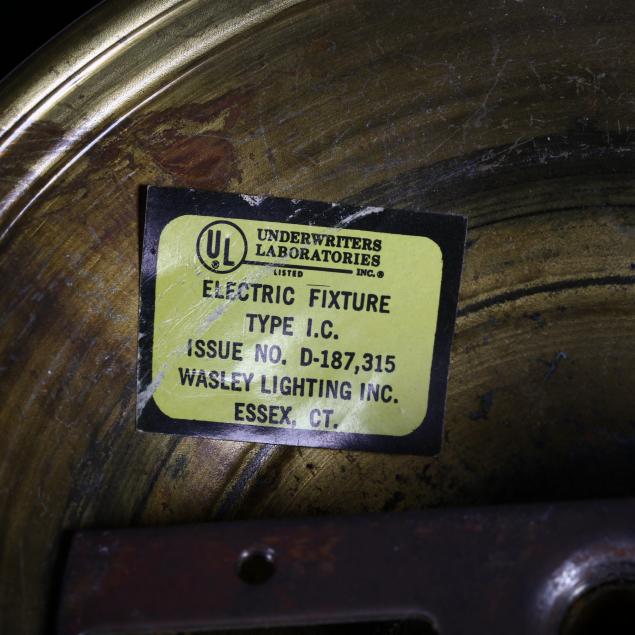 UL ® UNDERWRITERS
LABORATORIES
LISTED INC.®
ELECTRIC FIXTURE
TYPE I.C.
ISSUE NO. D-187,315
WASLEY LIGHTING INC.
ESSEX, CT.